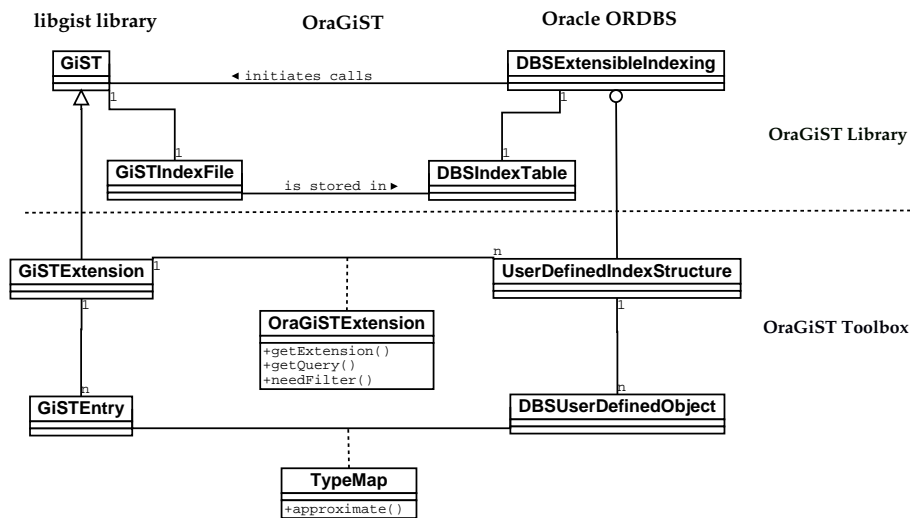 libgist library
OraGiST
Oracle ORDBS
GiST
DBSExtensibleIndexing
◄ initiates calls
1
1
OraGiST Library
1
1
GiSTIndexFile
DBSIndexTable
is stored in ►
GiSTExtension
1
n
UserDefinedIndexStructure
1
1
OraGiSTExtension
OraGiST Toolbox
+getExtension()
+getQuery()
+needFilter()
n
n
GiSTEntry
DBSUserDefinedObject
TypeMap
+approximate()